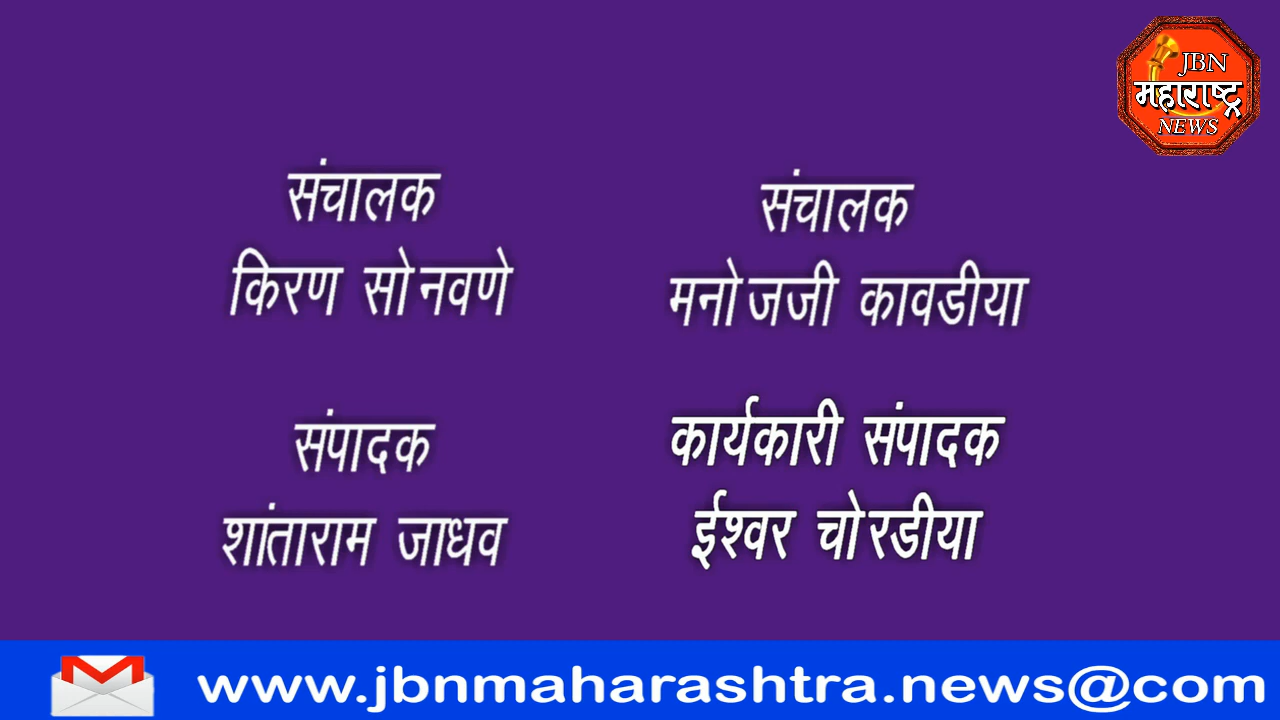 JBN
महाराष्ट्र
NEWS
संचालक
किरण सोनवणे
संचालक
मनोजजी कावडीया
संपादक
शांताराम जाधव
कार्यकारी संपादक
ईश्वर चोरडीया
www.jbnmaharashtra.news@com